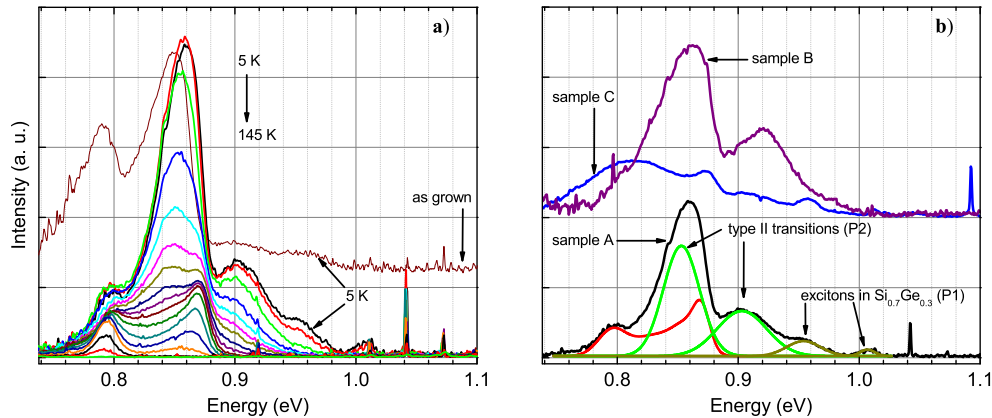 a)
5 K
145 K
as grown
5 K
Intensity (a. u.)
0.8 0.9 1.0 1.1
Energy (eV)
b)
sample B
sample C
sample A
type II transitions (P2)
excitons in Si0.7Ge0.3 (P1)
0.8 0.9 1.0 1.1
Energy (eV)